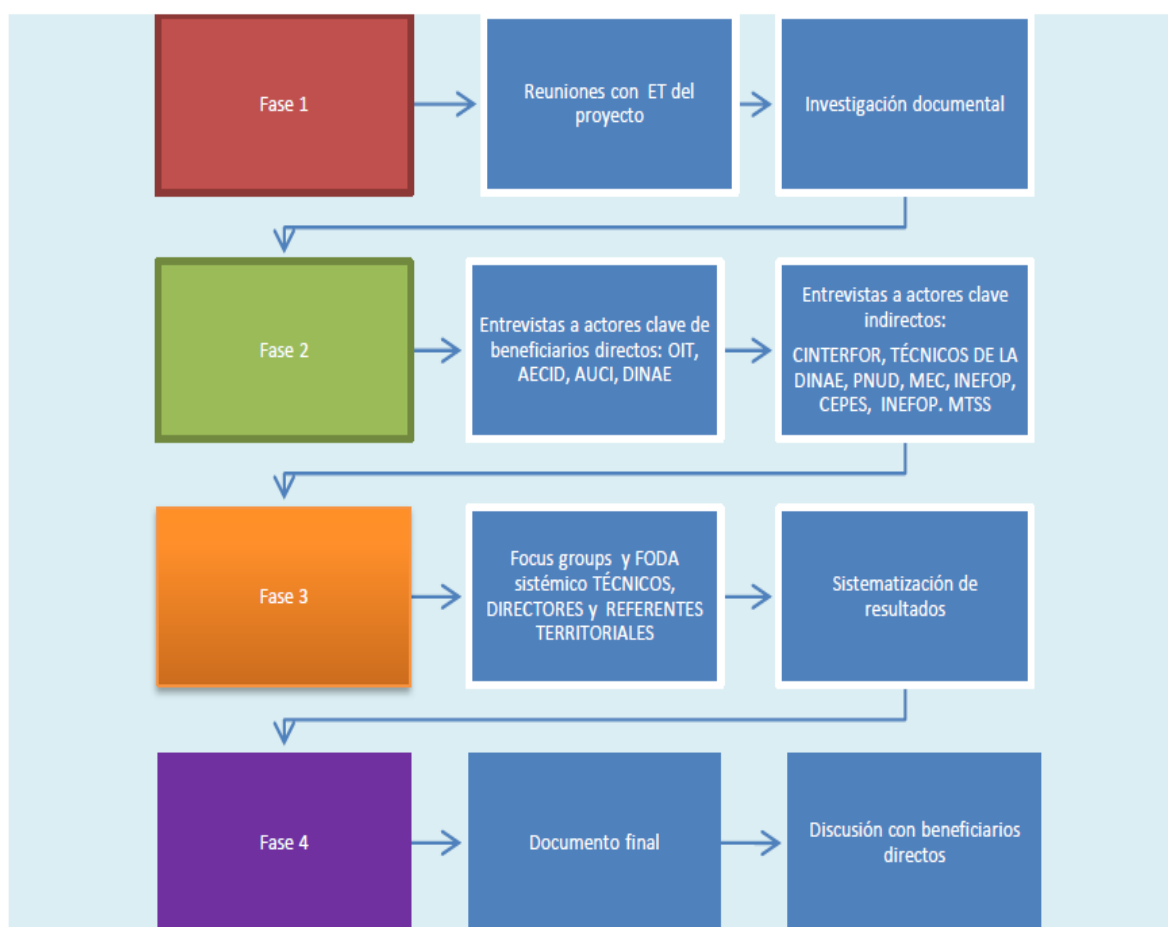 Fase 1
Reuniones con ET del
proyecto
Investigación documental
Fase 2
Entrevistas a actores clave de
beneficiarios directos: OIT,
AECID, AUCI, DINAE
Entrevistas a actores clave
indirectos:
CINTERFOR, TÉCNICOS DE LA
DINAE, PNUD, MEC, INEFOP,
CEPES, INEFOP. MTSS
Fase 3
Focus groups y FODA
sistémico TÉCNICOS,
DIRECTORES y REFERENTES
TERRITORIALES
Sistematización de
resultados
Fase 4
Documento final
Discusión con beneficiarios
directos